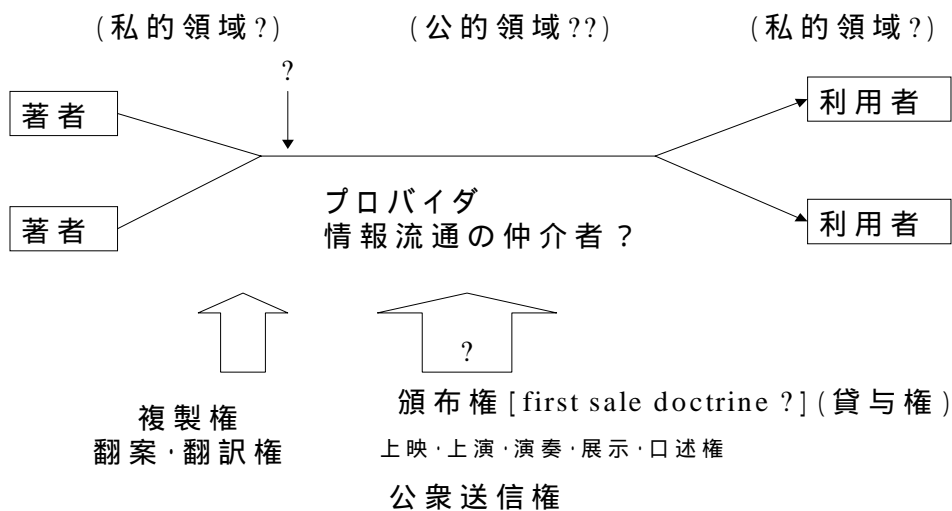 (私的領域?) (公的領域??) (私的領域?)
?
著者 利用者
プロバイダ
情報流通の仲介者？
著者 利用者
?
頒布権[first sale doctrine ?](貸与権)
複製権
翻案·翻訳権
上映·上演·演奏·展示·口述権
公衆送信権